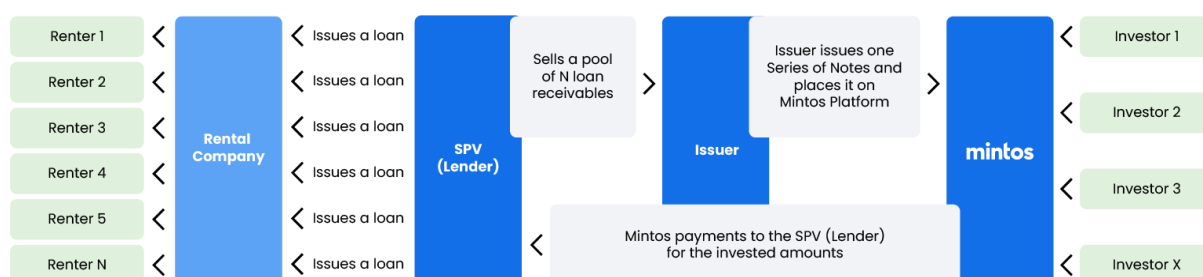 Renter 1
Renter 2
Renter 3
Renter 4
Renter 5
Renter N
Rental
Company
Issues a loan
Issues a loan
Issues a loan
Issues a loan
Issues a loan
Issues a loan
SPV
(Lender)
Sells a pool
of N loan
receivables
Issuer
Issuer issues one
Series of Notes and
places it on
Mintos Platform
Mintos payments to the SPV (Lender)
for the invested amounts
mintos
Investor 1
Investor 2
Investor 3
Investor X